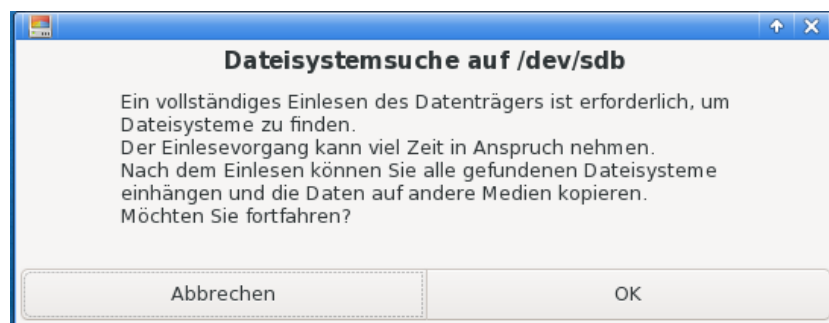 Dateisystemsuche auf /dev/sdb
Ein vollständiges Einlesen des Datenträgers ist erforderlich, um
Dateisysteme zu finden.
Der Einlesevorgang kann viel Zeit in Anspruch nehmen.
Nach dem Einlesen können Sie alle gefundenen Dateisysteme
einhängen und die Daten auf andere Medien kopieren.
Möchten Sie fortfahren?
Abbrechen OK